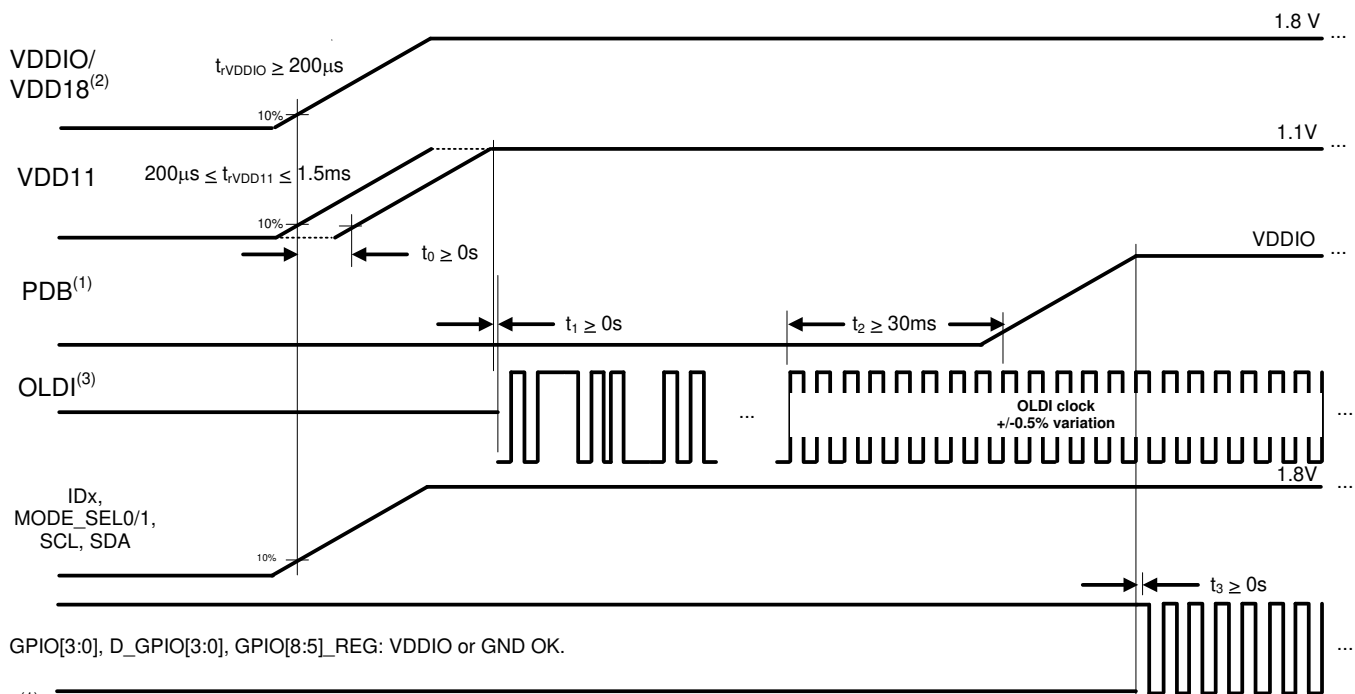 1.8 V
...
VDDIO/
VDD18(2)
trVDDIO ≥ 200µs
10%
1.1V
...
VDD11
200µs ≤ trVDD11 ≤ 1.5ms
10%
t0 ≥ 0s
VDDIO
...
PDB(1)
t1 ≥ 0s
t2 ≥ 30ms
OLDI(3)
...
OLDI clock
+/-0.5% variation
...
1.8V
...
IDx,
MODE_SEL0/1,
SCL, SDA
10%
t3 ≥ 0s
GPIO[3:0], D_GPIO[3:0], GPIO[8:5]_REG: VDDIO or GND OK.
...